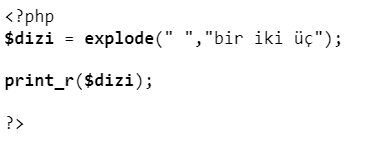 <?php
$dizi = explode(" ","bir iki üç");
print_r($dizi);
?>